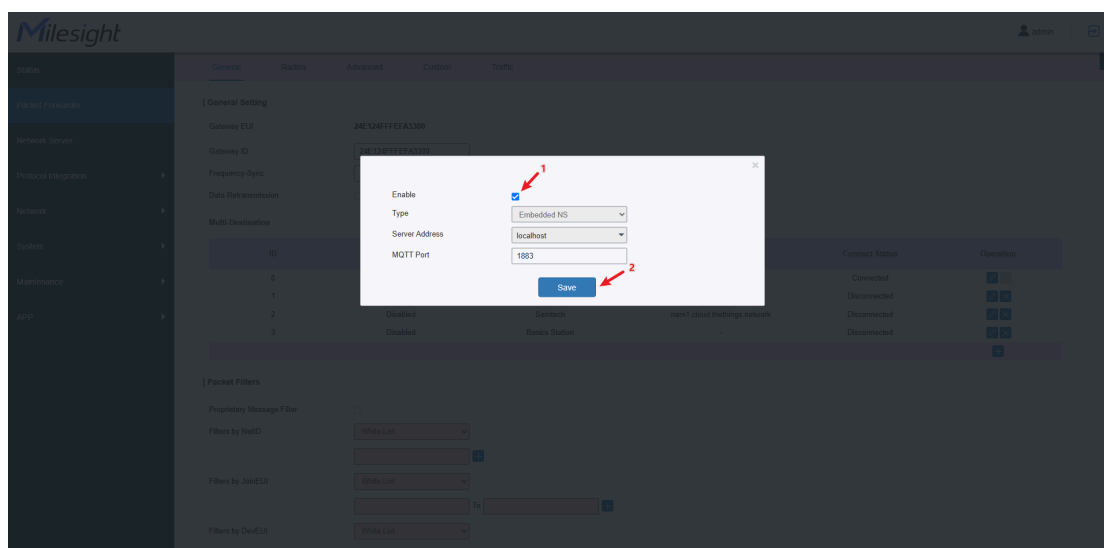 Milesight
admin
Status
General Radios Advanced Custom Traffic
Packet Forwarder
General Setting
Gateway EUI 24E124FFFEFA3306
Network Server
Gateway ID 24E124FFFEFA3306
Protocol Integration
Frequency-Sync
Data Retransmission
Network
Multi-Destination
System
ID Connect Status Operation
Maintenance
APP
0 Connected
1 Disconnected
2 Disabled Semtech nam1.cloud.thethings.network Disconnected
3 Disabled Basics Station - Disconnected
×
1
Enable
Type Embedded NS
Server Address localhost
MQTT Port 1883
2
Save
Packet Filters
Proprietary Message Filter
Filters by NetID White List
Filters by JoinEUI White List
To
Filters by DevEUI White List